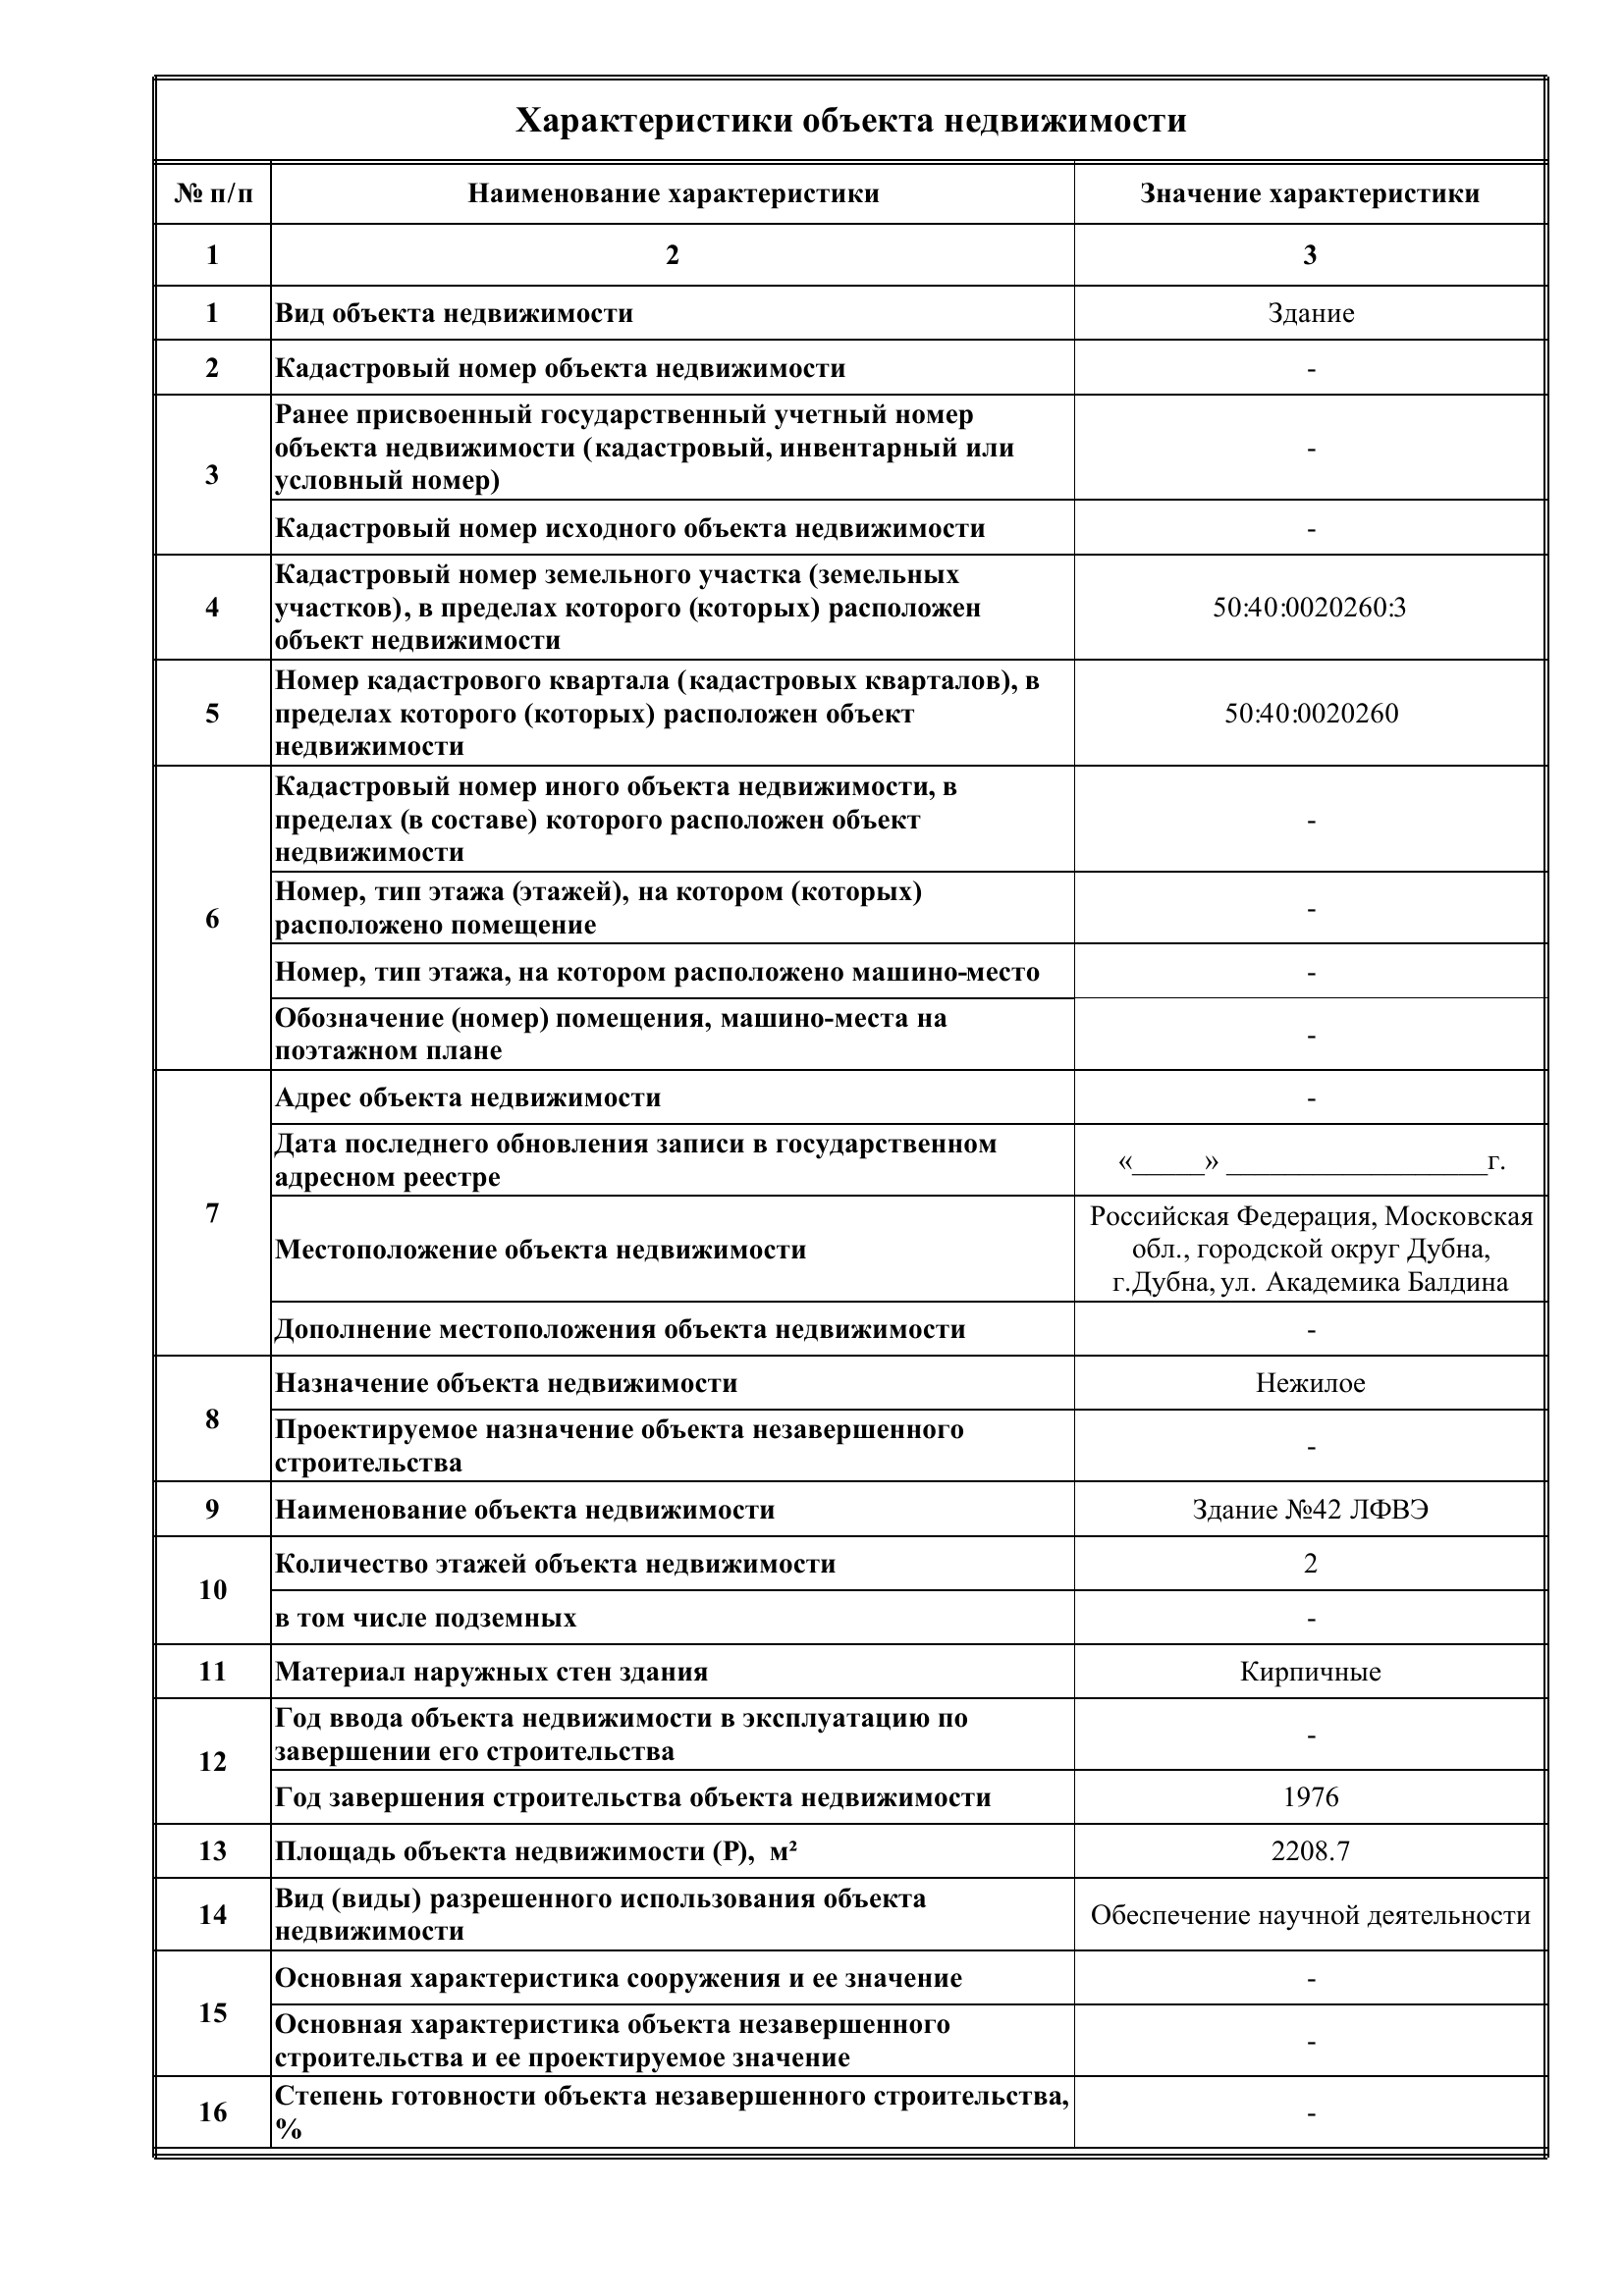 Характеристики объекта недвижимости
№ п/п Наименование характеристики Значение характеристики
1 2 3
1 Вид объекта недвижимости Здание
2 Кадастровый номер объекта недвижимости -
3 Ранее присвоенный государственный учетный номер
объекта недвижимости (кадастровый, инвентарный или
условный номер) -
Кадастровый номер исходного объекта недвижимости -
4 Кадастровый номер земельного участка (земельных
участков), в пределах которого (которых) расположен
объект недвижимости 50:40:0020260:3
5 Номер кадастрового квартала (кадастровых кварталов), в
пределах которого (которых) расположен объект
недвижимости 50:40:0020260
6 Кадастровый номер иного объекта недвижимости, в
пределах (в составе) которого расположен объект
недвижимости -
Номер, тип этажа (этажей), на котором (которых)
расположено помещение -
Номер, тип этажа, на котором расположено машино-место -
Обозначение (номер) помещения, машино-места на
поэтажном плане -
7 Адрес объекта недвижимости -
Дата последнего обновления записи в государственном
адресном реестре «_____» __________________г.
Местоположение объекта недвижимости
Российская Федерация, Московская
обл., городской округ Дубна,
г.Дубна, ул. Академика Балдина
Дополнение местоположения объекта недвижимости -
8 Назначение объекта недвижимости Нежилое
Проектируемое назначение объекта незавершенного
строительства -
9 Наименование объекта недвижимости Здание №42 ЛФВЭ
10 Количество этажей объекта недвижимости 2
в том числе подземных -
11 Материал наружных стен здания Кирпичные
12 Год ввода объекта недвижимости в эксплуатацию по
завершении его строительства -
Год завершения строительства объекта недвижимости 1976
13 Площадь объекта недвижимости (Р), м² 2208.7
14 Вид (виды) разрешенного использования объекта
недвижимости Обеспечение научной деятельности
15 Основная характеристика сооружения и ее значение -
Основная характеристика объекта незавершенного
строительства и ее проектируемое значение -
16 Степень готовности объекта незавершенного строительства,
% -